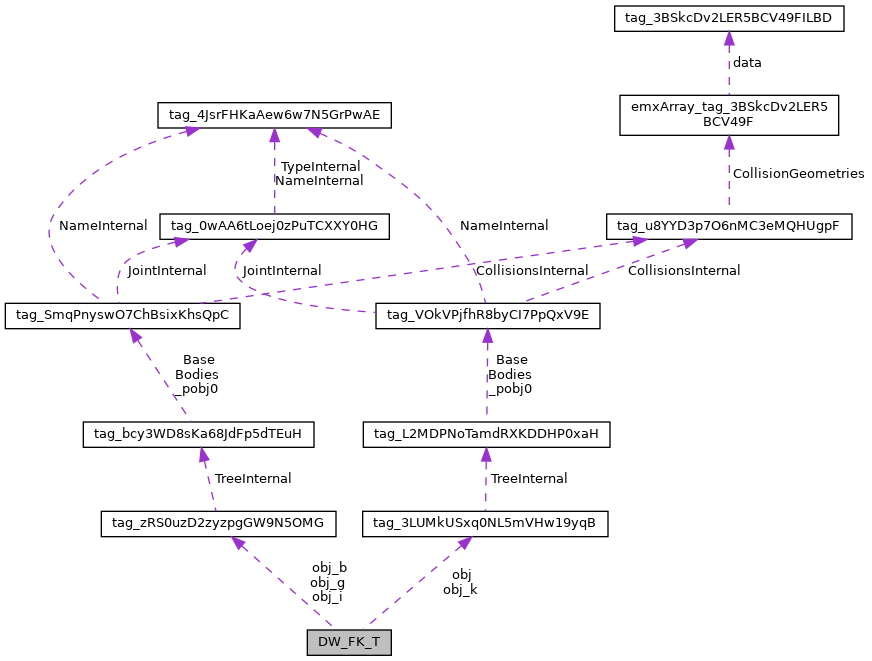 tag_3BSkcDv2LER5BCV49FILBD
data
emxArray_tag_3BSkcDv2LER5
BCV49F
tag_4JsrFHKaAew6w7N5GrPwAE
TypeInternal
NameInternal
CollisionGeometries
NameInternal
tag_0wAA6tLoej0zPuTCXXY0HG
NameInternal
tag_u8YYD3p7O6nMC3eMQHUgpF
JointInternal
JointInternal
CollisionsInternal
CollisionsInternal
tag_SmqPnyswO7ChBsixKhsQpC
tag_VOkVPjfhR8byCI7PpQxV9E
Base
Bodies
_pobj0
Base
Bodies
_pobj0
tag_bcy3WD8sKa68JdFp5dTEuH
tag_L2MDPNoTamdRXKDDHP0xaH
TreeInternal
TreeInternal
tag_zRS0uzD2zyzpgGW9N5OMG
tag_3LUMkUSxq0NL5mVHw19yqB
obj_b
obj_g
obj_i
obj
obj_k
DW_FK_T